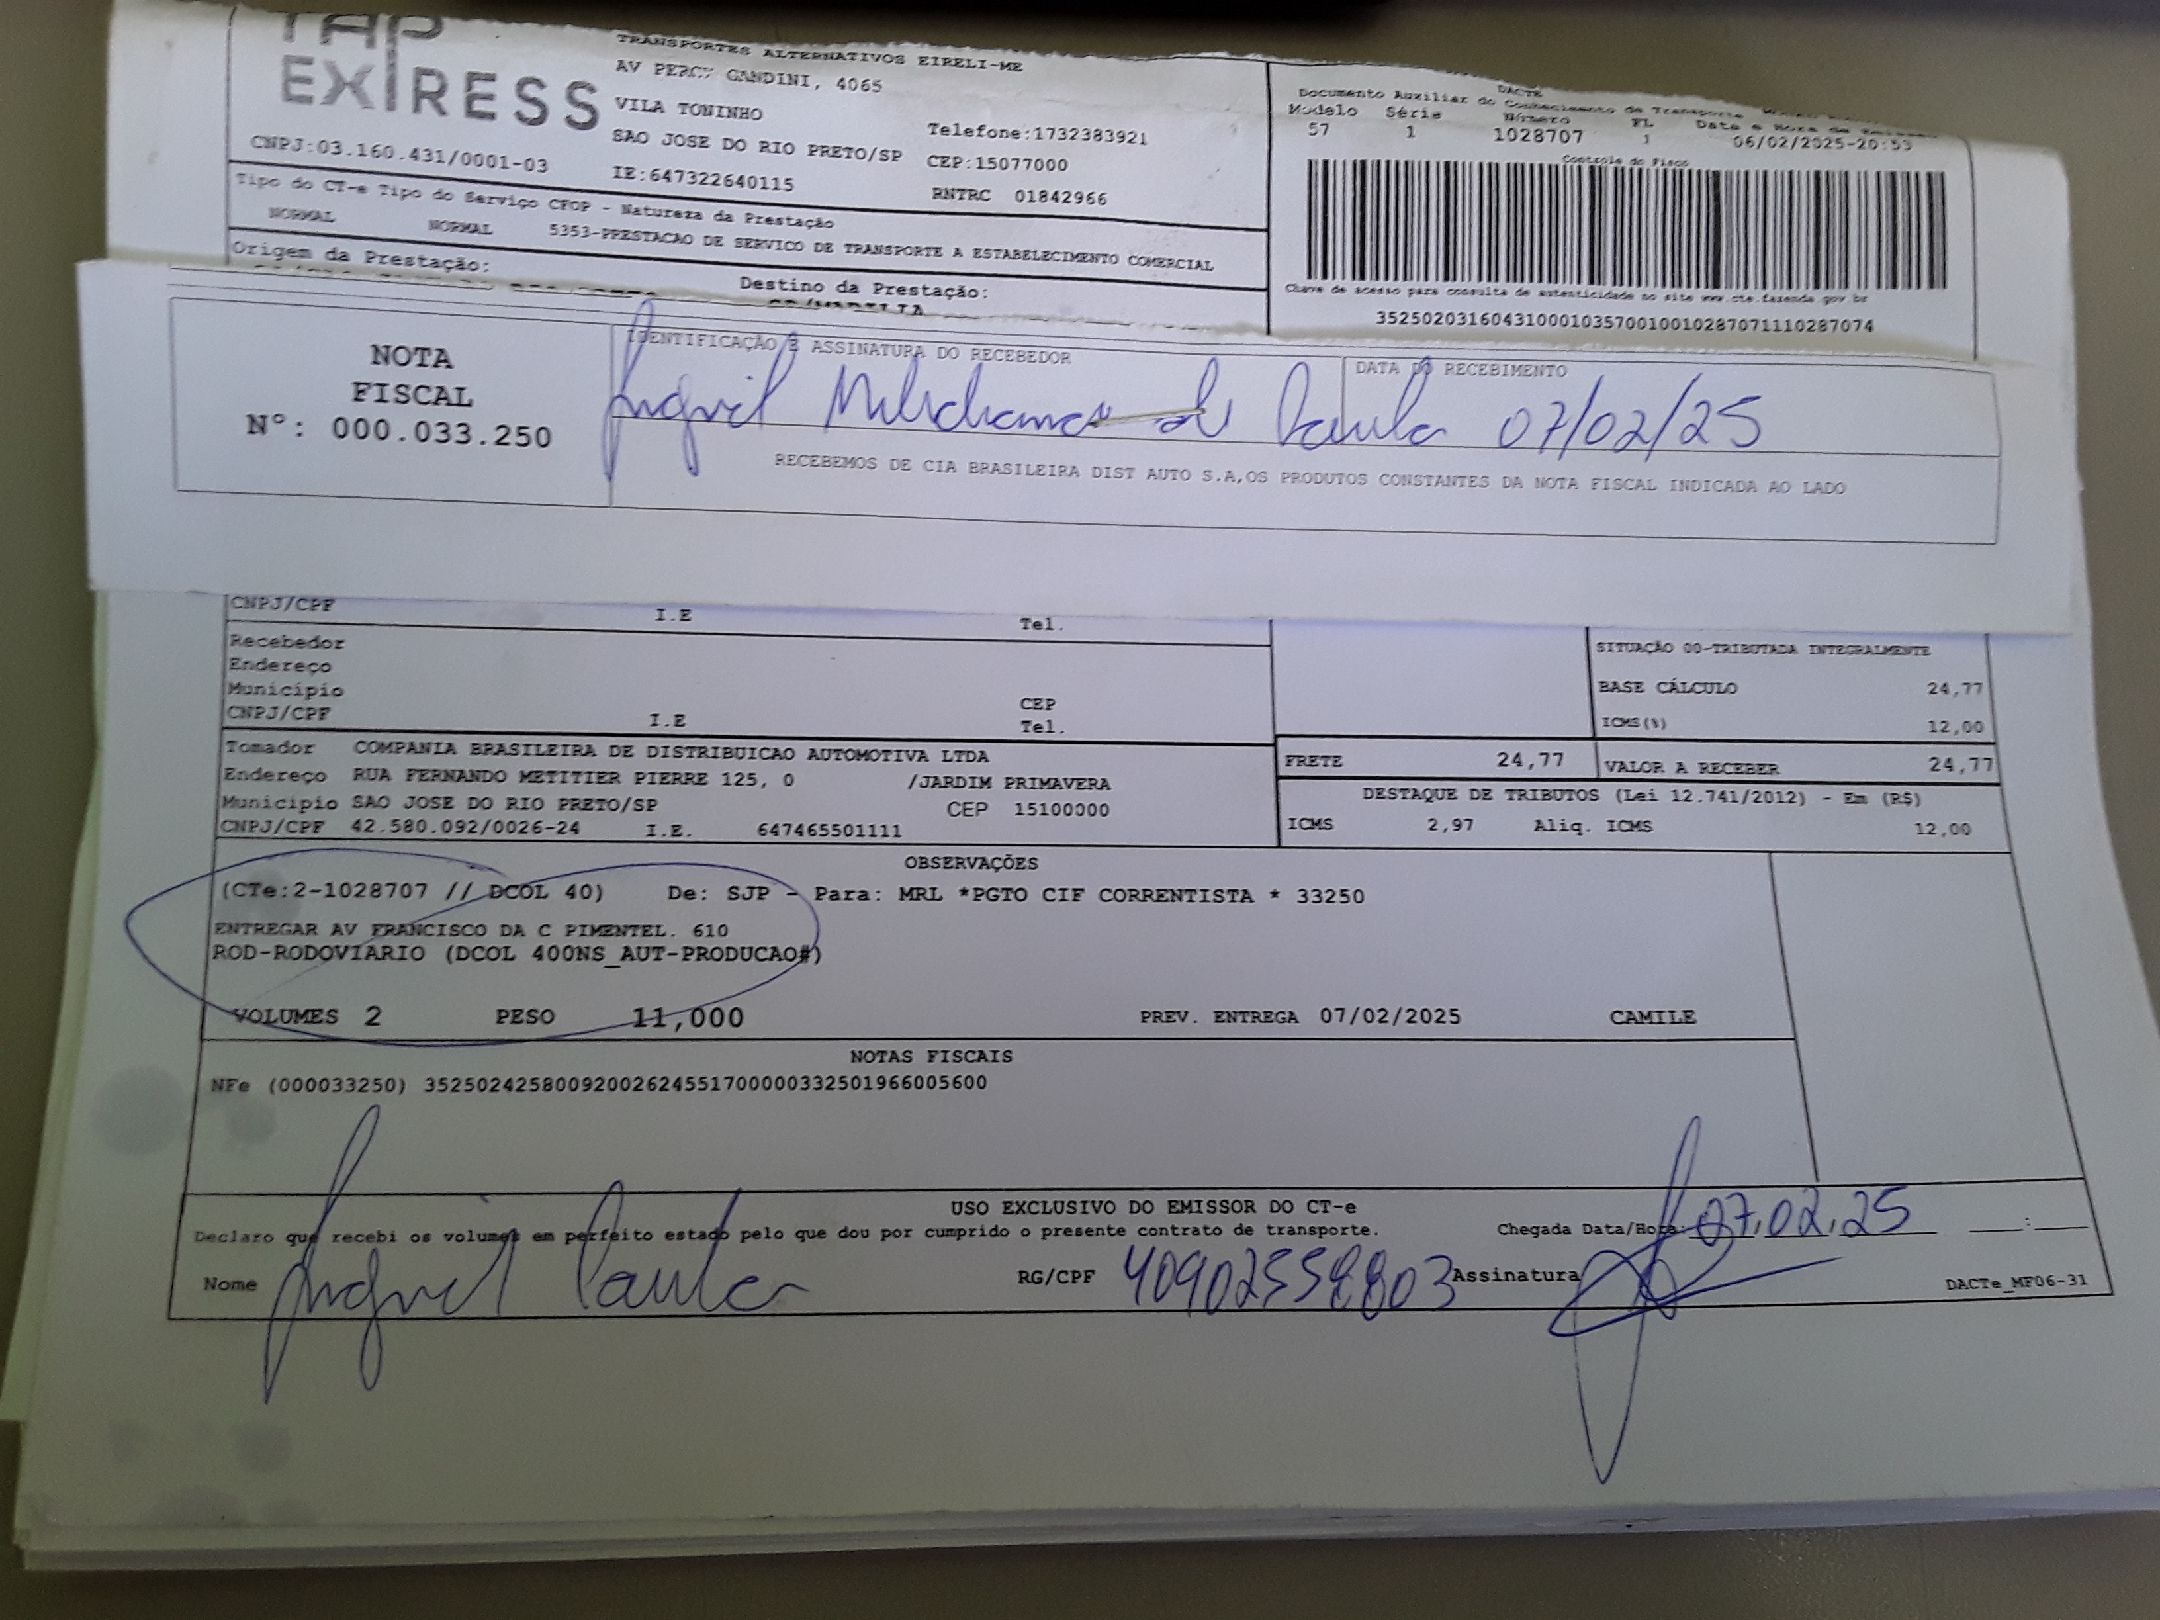 TAP
EXPRESS
TRANSPORTES ALTERNATIVOS EIRELI-ME
AV PERCY GANDINI, 4065
VILA TONINHO
SAO JOSE DO RIO PRETO/SP
Telefone:1732383921
CEP:15077000
CNPJ:03.160.431/0001-03
IE:647322640115
RNTRC 01842966
DACTE
Documento Auxiliar do Conhecimento de Transporte
Modelo Série Número FL Data e Hora de Emissão
57 1 1028707 1 06/02/2025-20:53
Controle do Fisco
Tipo do CT-e Tipo do Serviço CFOP - Natureza da Prestação
NORMAL NORMAL 5353-PRESTACAO DE SERVICO DE TRANSPORTE A ESTABELECIMENTO COMERCIAL
Origem da Prestação:
Destino da Prestação:
SP/MARILIA
Chave de acesso para consulta de autenticidade no site www.cte.fazenda.gov.br
35250203160431000103570010010287071110287074
NOTA
FISCAL
N°: 000.033.250
IDENTIFICAÇÃO E ASSINATURA DO RECEBEDOR
DATA DO RECEBIMENTO
de Paula 07/02/25
RECEBEMOS DE CIA BRASILEIRA DIST AUTO S.A,OS PRODUTOS CONSTANTES DA NOTA FISCAL INDICADA AO LADO
CNPJ/CPF I.E Tel.
Recebedor
Endereço
Município CEP
CNPJ/CPF I.E Tel.
SITUAÇÃO 00-TRIBUTADA INTEGRALMENTE
BASE CÁLCULO 24,77
ICMS(%) 12,00
Tomador COMPANIA BRASILEIRA DE DISTRIBUICAO AUTOMOTIVA LTDA
Endereço RUA FERNANDO METITIER PIERRE 125, 0 /JARDIM PRIMAVERA
Município SAO JOSE DO RIO PRETO/SP CEP 15100000
CNPJ/CPF 42.580.092/0026-24 I.E. 647465501111
FRETE 24,77 VALOR A RECEBER 24,77
DESTAQUE DE TRIBUTOS (Lei 12.741/2012) - Em (R$)
ICMS 2,97 Aliq. ICMS 12,00
OBSERVAÇÕES
(CTe:2-1028707 // DCOL 40) De: SJP - Para: MRL *PGTO CIF CORRENTISTA * 33250
ENTREGAR AV FRANCISCO DA C PIMENTEL. 610
ROD-RODOVIARIO (DCOL 400NS_AUT-PRODUCAO#)
VOLUMES 2 PESO 11,000 PREV. ENTREGA 07/02/2025 CAMILE
NOTAS FISCAIS
NFe (000033250) 35250242580092002624551700000332501966005600
USO EXCLUSIVO DO EMISSOR DO CT-e
Declaro que recebi os volumes em perfeito estado pelo que dou por cumprido o presente contrato de transporte.
Chegada Data/Hora: 07.02.25 __:__
Nome Paula RG/CPF Assinatura
DACTe_MF06-31